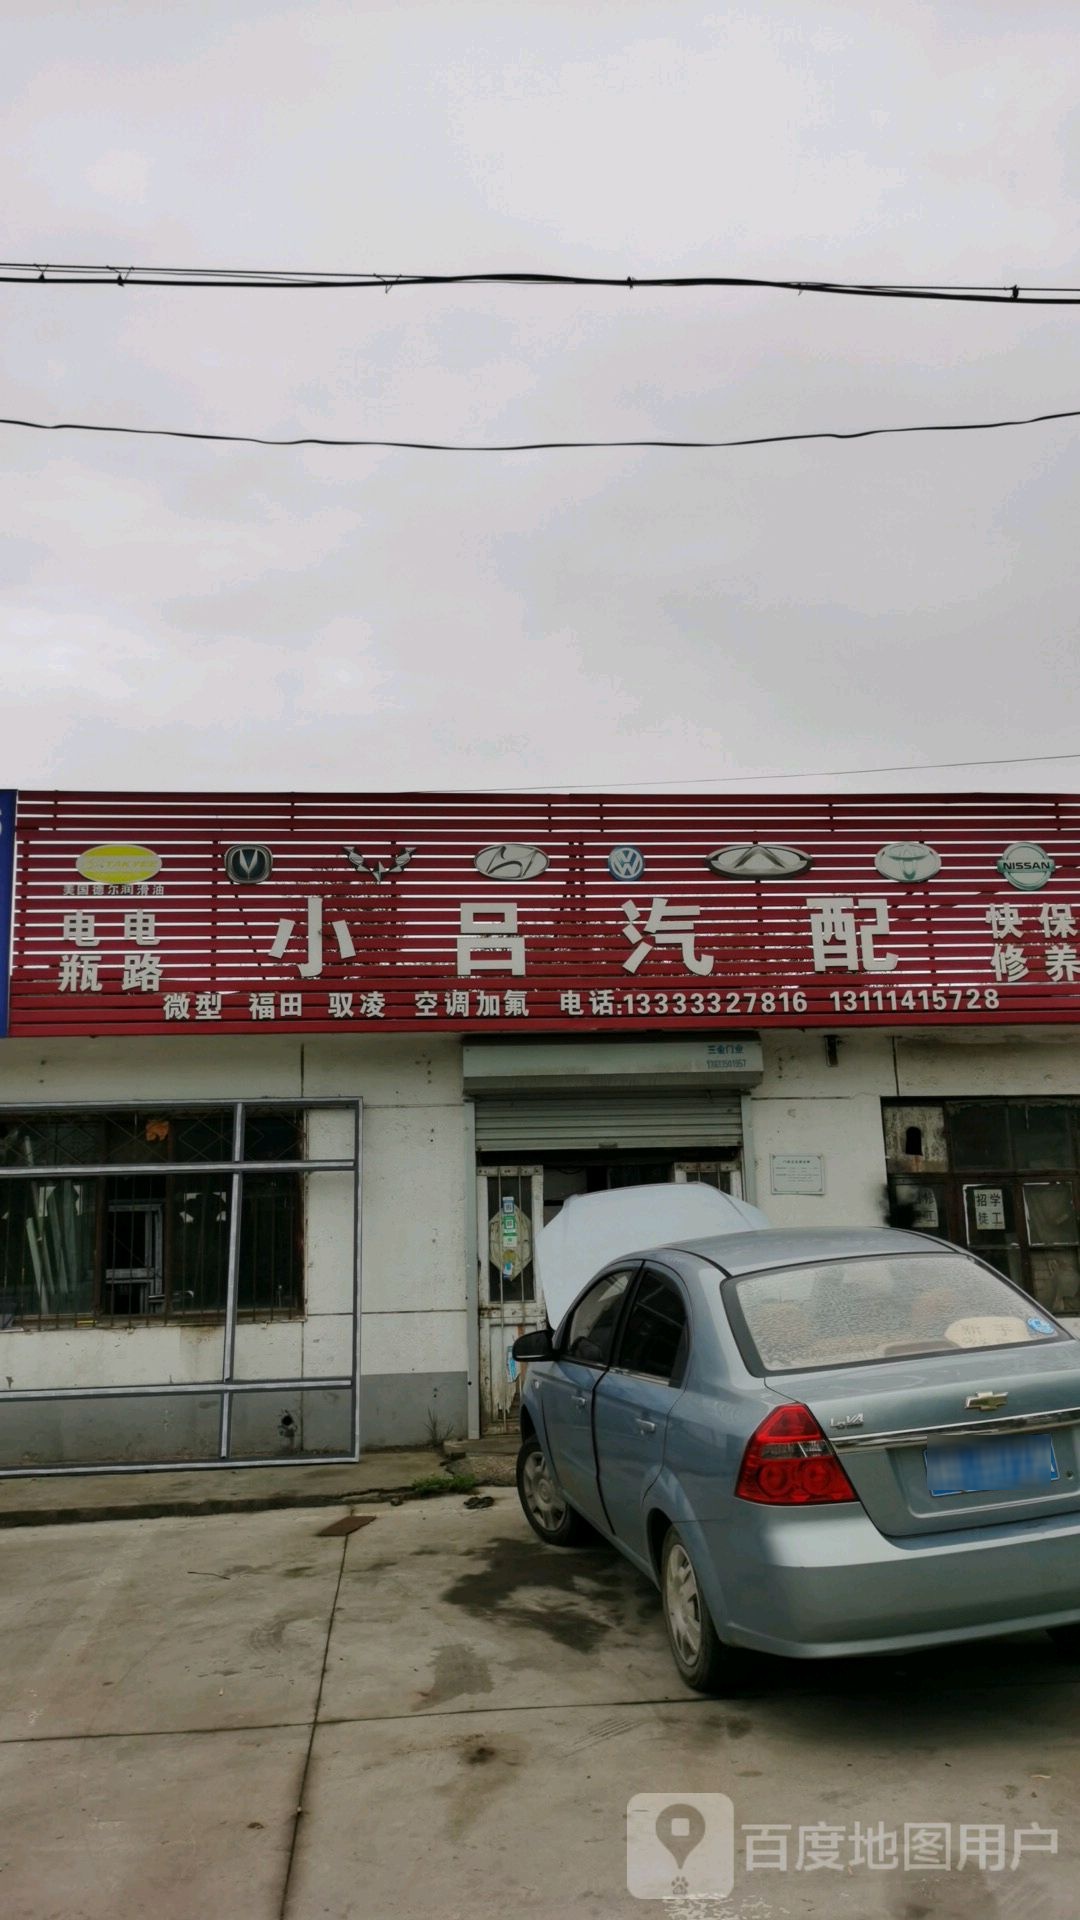 TAKYEE
美国德尔润滑油
NISSAN
电瓶
电路
小吕汽配
快修
保养
微型 福田 驭凌 空调加氟 电话:13333327816 13111415728
三金门业
招学
徒工
LOVA
百度地图用户